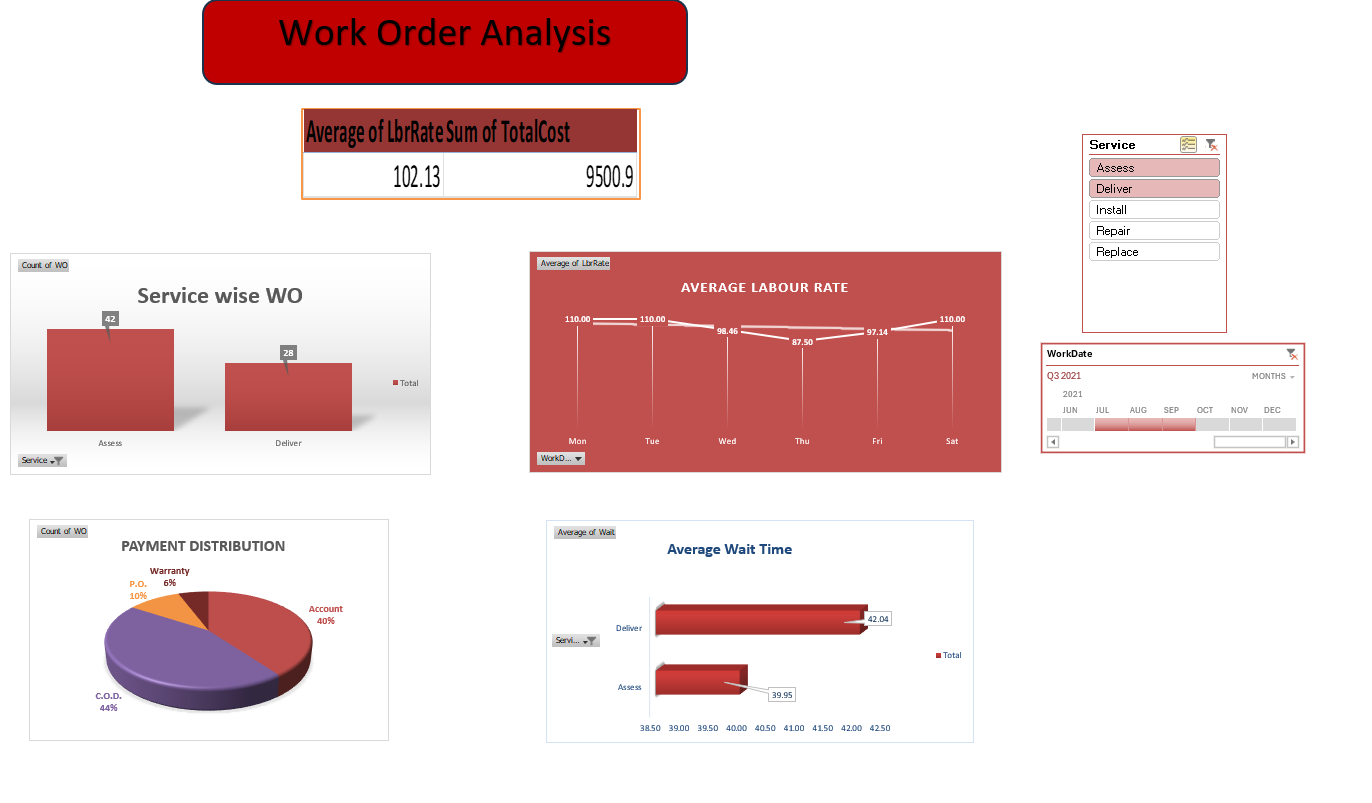 Work Order Analysis
Average of LbrRate Sum of TotalCost
102.13 9500.9
Service
Assess
Deliver
Install
Repair
Replace
Count of WO
Service wise WO
42
28
Total
Assess Deliver
Service
Average of LbrRate
AVERAGE LABOUR RATE
110.00 110.00 98.46 87.50 97.14 110.00
Mon Tue Wed Thu Fri Sat
WorkD...
WorkDate
Q3 2021 MONTHS
2021
JUN JUL AUG SEP OCT NOV DEC
Count of WO
PAYMENT DISTRIBUTION
Warranty
6%
P.O.
10%
Account
40%
C.O.D.
44%
Average of Wait
Average Wait Time
Deliver 42.04
Servi...
Total
Assess 39.95
38.50 39.00 39.50 40.00 40.50 41.00 41.50 42.00 42.50